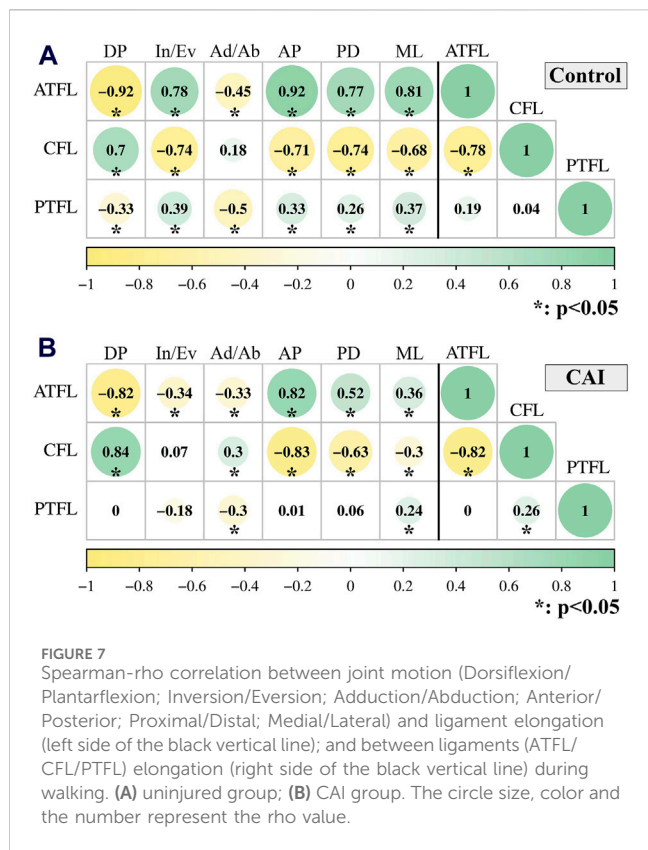 A
DP In/Ev Ad/Ab AP PD ML ATFL
Control
ATFL −0.92 0.78 −0.45 0.92 0.77 0.81 1
* * * * * *
CFL
CFL 0.7 −0.74 0.18 −0.71 −0.74 −0.68 −0.78 1
* * * * * *
PTFL
PTFL −0.33 0.39 −0.5 0.33 0.26 0.37 0.19 0.04 1
* * * * * *
−1 −0.8 −0.6 −0.4 −0.2 0 0.2 0.4 0.6 0.8 1
*: p<0.05
B
DP In/Ev Ad/Ab AP PD ML ATFL
CAI
ATFL −0.82 −0.34 −0.33 0.82 0.52 0.36 1
* * * * * *
CFL
CFL 0.84 0.07 0.3 −0.83 −0.63 −0.3 −0.82 1
* * * * * *
PTFL
PTFL 0 −0.18 −0.3 0.01 0.06 0.24 0 0.26 1
* * *
−1 −0.8 −0.6 −0.4 −0.2 0 0.2 0.4 0.6 0.8 1
*: p<0.05
FIGURE 7
Spearman-rho correlation between joint motion (Dorsiflexion/
Plantarflexion; Inversion/Eversion; Adduction/Abduction; Anterior/
Posterior; Proximal/Distal; Medial/Lateral) and ligament elongation
(left side of the black vertical line); and between ligaments (ATFL/
CFL/PTFL) elongation (right side of the black vertical line) during
walking. (A) uninjured group; (B) CAI group. The circle size, color and
the number represent the rho value.